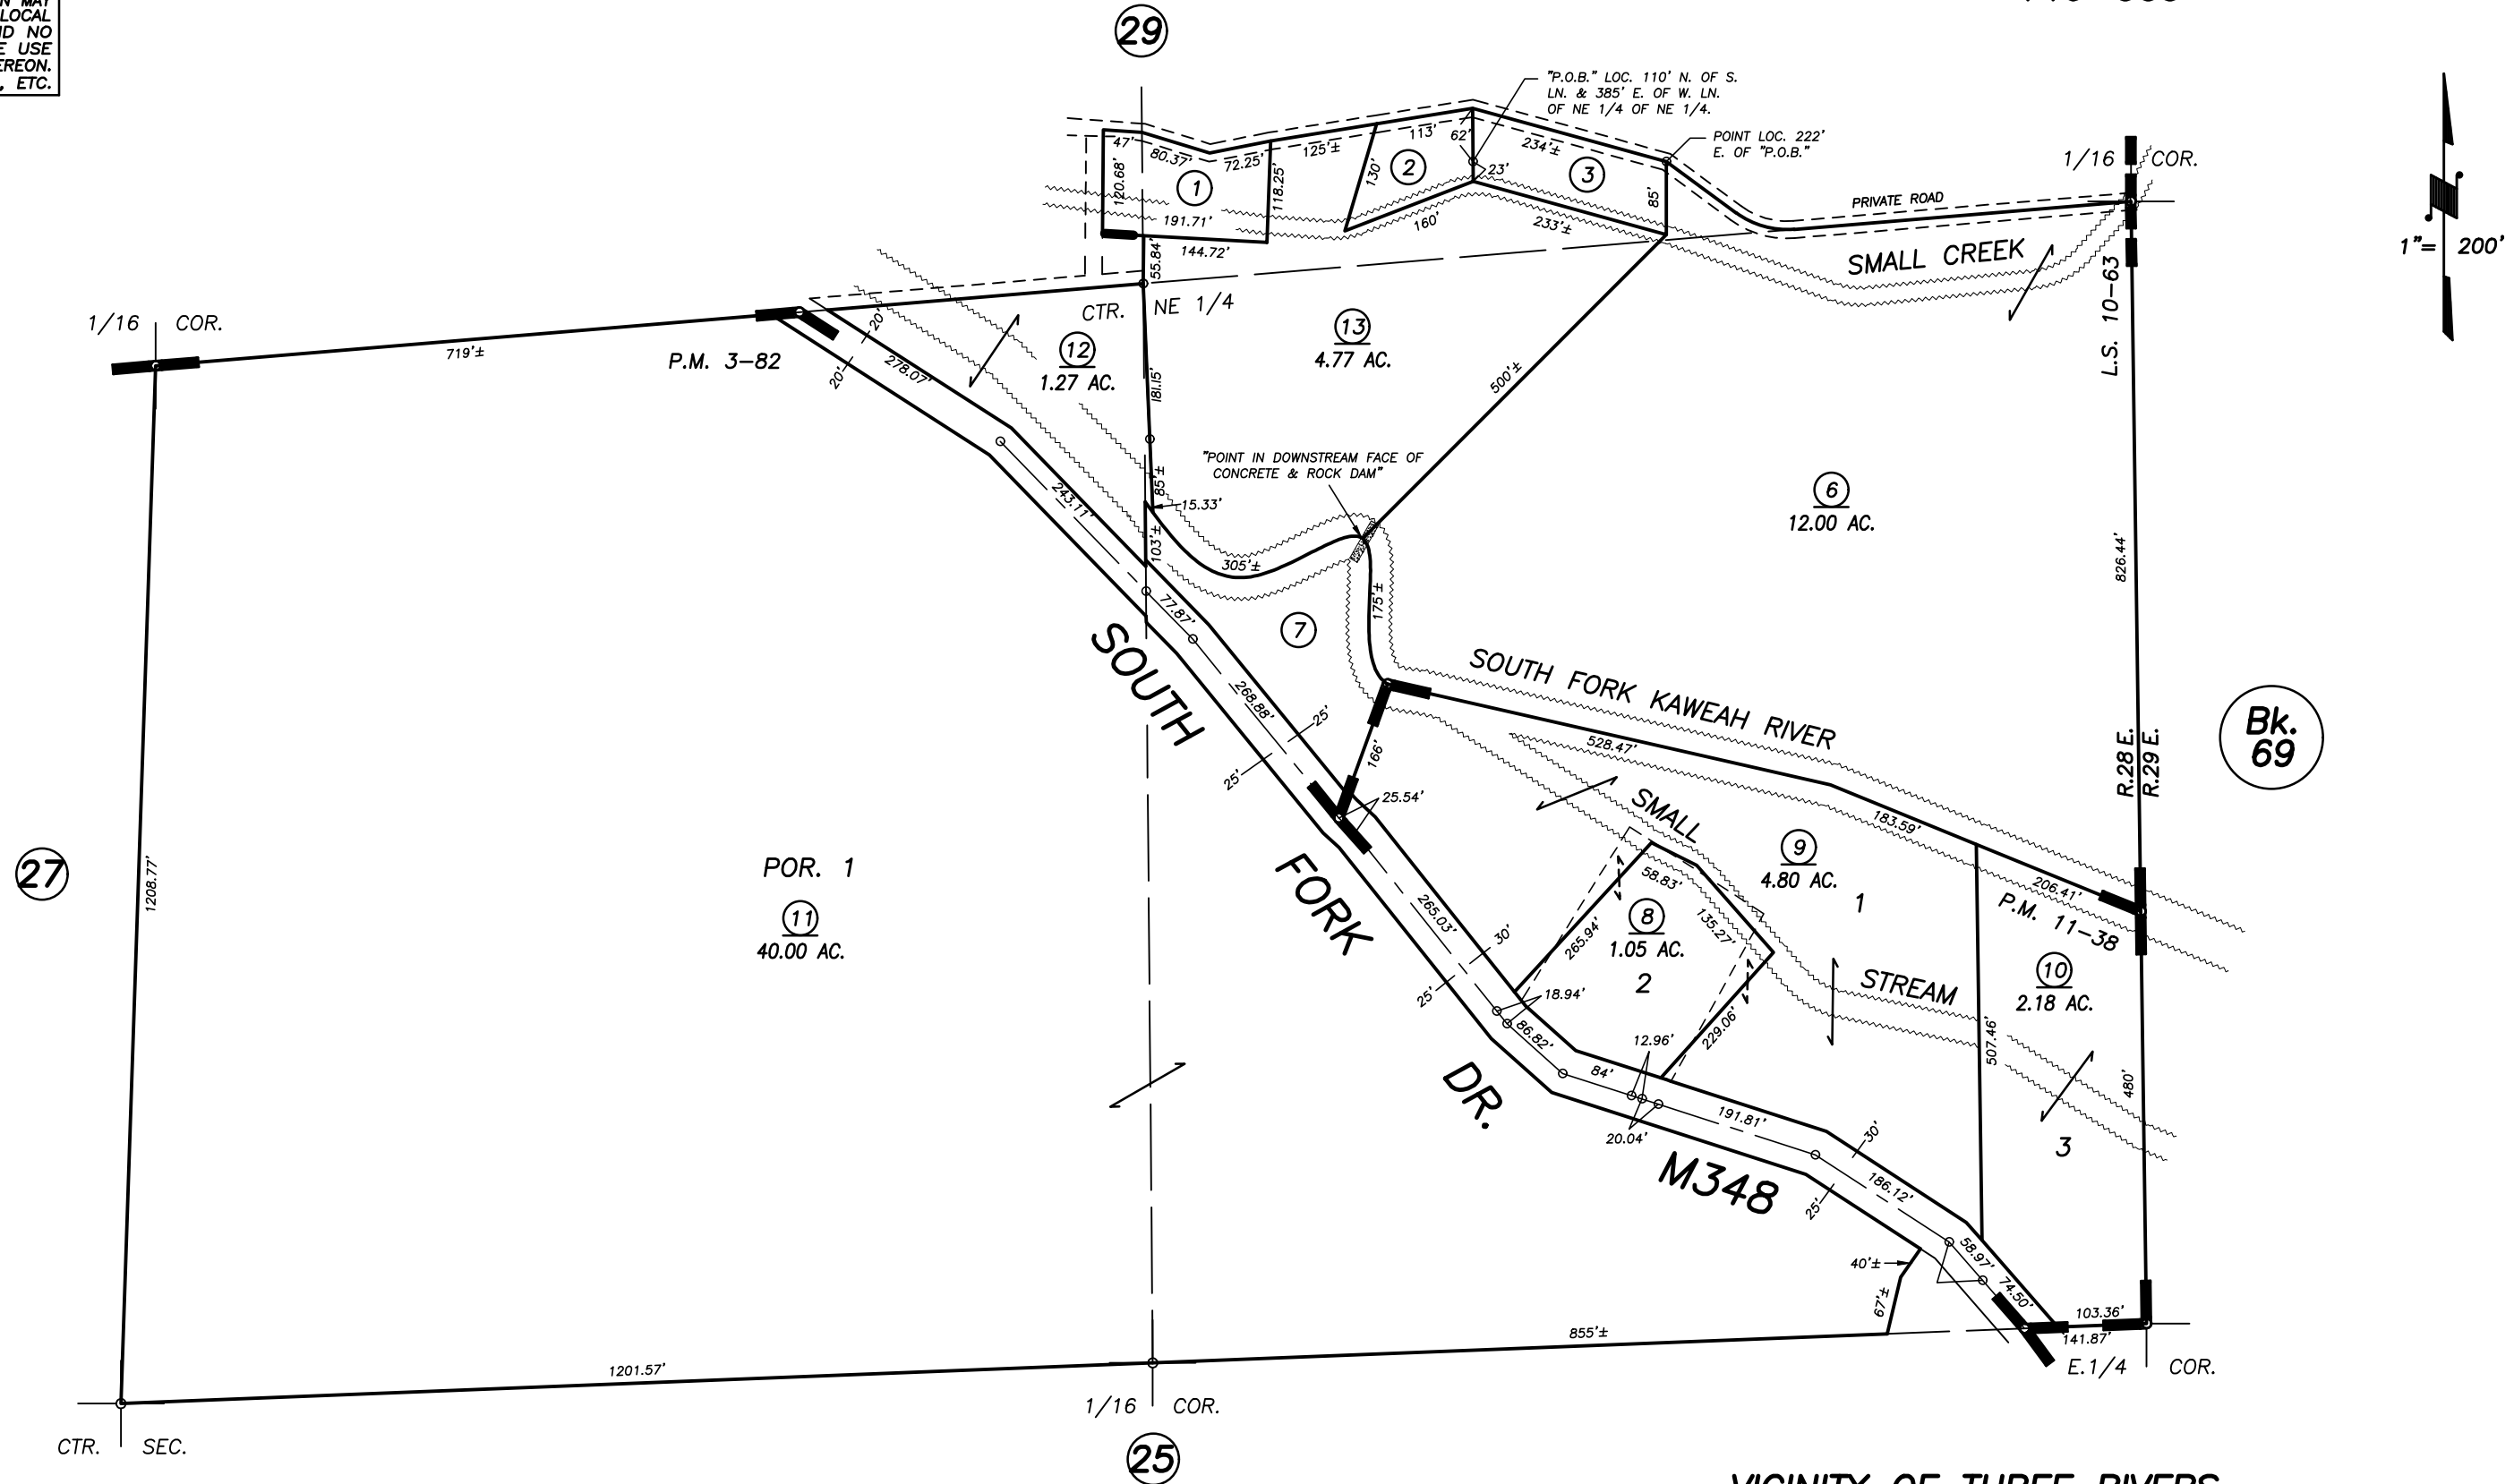 LOCAL
ND NO
E USE
EREON.
, ETC.
29
"P.O.B." LOC. 110' N. OF S.
LN. & 385' E. OF W. LN.
OF NE 1/4 OF NE 1/4.
POINT LOC. 222'
E. OF "P.O.B."
1/16 COR.
1"= 200'
47'
80.37'
72.25'
125'±
113'
62'
234'±
23'
120.68'
1
118.25'
130'
2
3
85'
191.71'
144.72'
160'
233'±
55.84'
PRIVATE ROAD
SMALL CREEK
L.S. 10-63
1/16 COR.
719'±
P.M. 3-82
20'
20'
278.07'
CTR. NE 1/4
12
1.27 AC.
13
4.77 AC.
181.15'
500'±
"POINT IN DOWNSTREAM FACE OF
CONCRETE & ROCK DAM"
85'±
15.33'
103'±
305'±
243.11'
175'±
6
12.00 AC.
826.44'
77.87'
7
SOUTH FORK KAWEAH RIVER
SOUTH
FORK
DR.
M348
268.88'
25'
25'
166'
25.54'
528.47'
183.59'
206.41'
R.28 E.
R.29 E.
Bk.
69
SMALL
STREAM
9
4.80 AC.
1
P.M. 11-38
58.83'
135.27'
8
1.05 AC.
2
265.94'
229.06'
265.03'
30'
25'
18.94'
86.82'
12.96'
84'
20.04'
191.81'
10
2.18 AC.
507.46'
480'
3
30'
25'
186.12'
58.97'
74.50'
40'±
67'±
103.36'
141.87'
E.1/4 COR.
27
1208.77'
POR. 1
11
40.00 AC.
855'±
1201.57'
1/16 COR.
CTR. SEC.
25
VICINITY OF THREE RIVERS